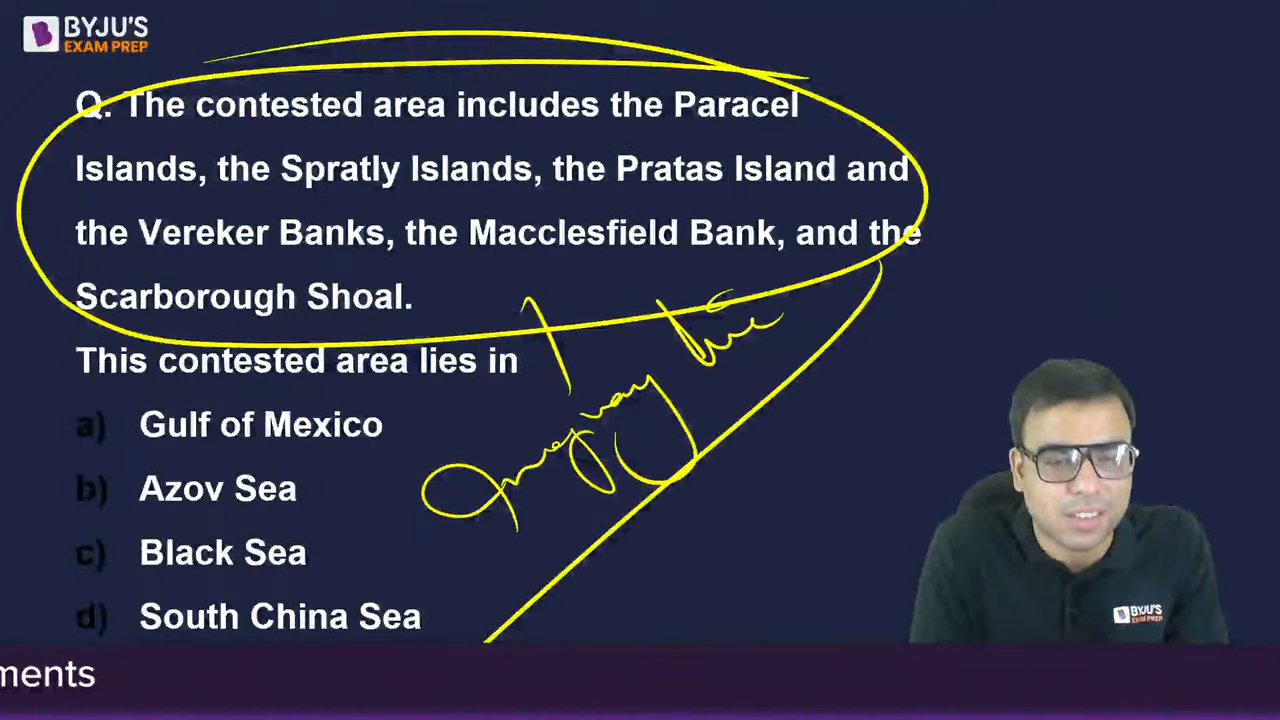 BYJU'S
EXAM PREP
Q. The contested area includes the Paracel
Islands, the Spratly Islands, the Pratas Island and
the Vereker Banks, the Macclesfield Bank, and the
Scarborough Shoal.
This contested area lies in
a) Gulf of Mexico
b) Azov Sea
c) Black Sea
d) South China Sea
BYJU'S
EXAM PREP
ments